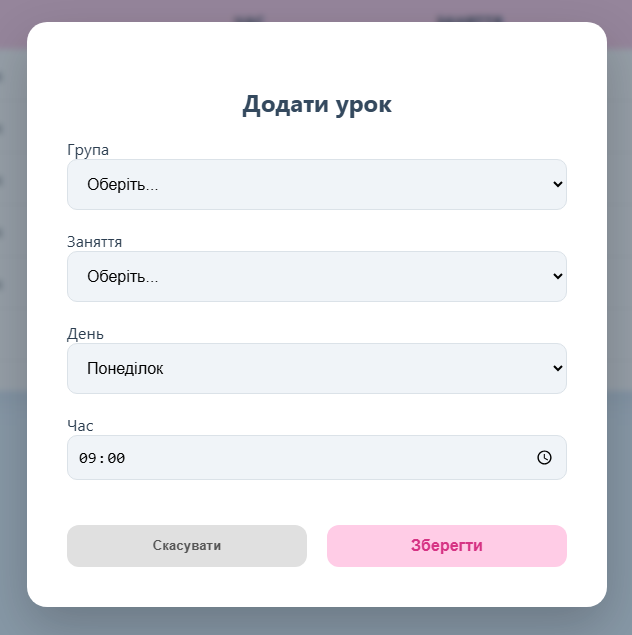 Додати урок
Група
Оберіть...
Заняття
Оберіть...
День
Понеділок
Час
09:00
Скасувати
Зберегти